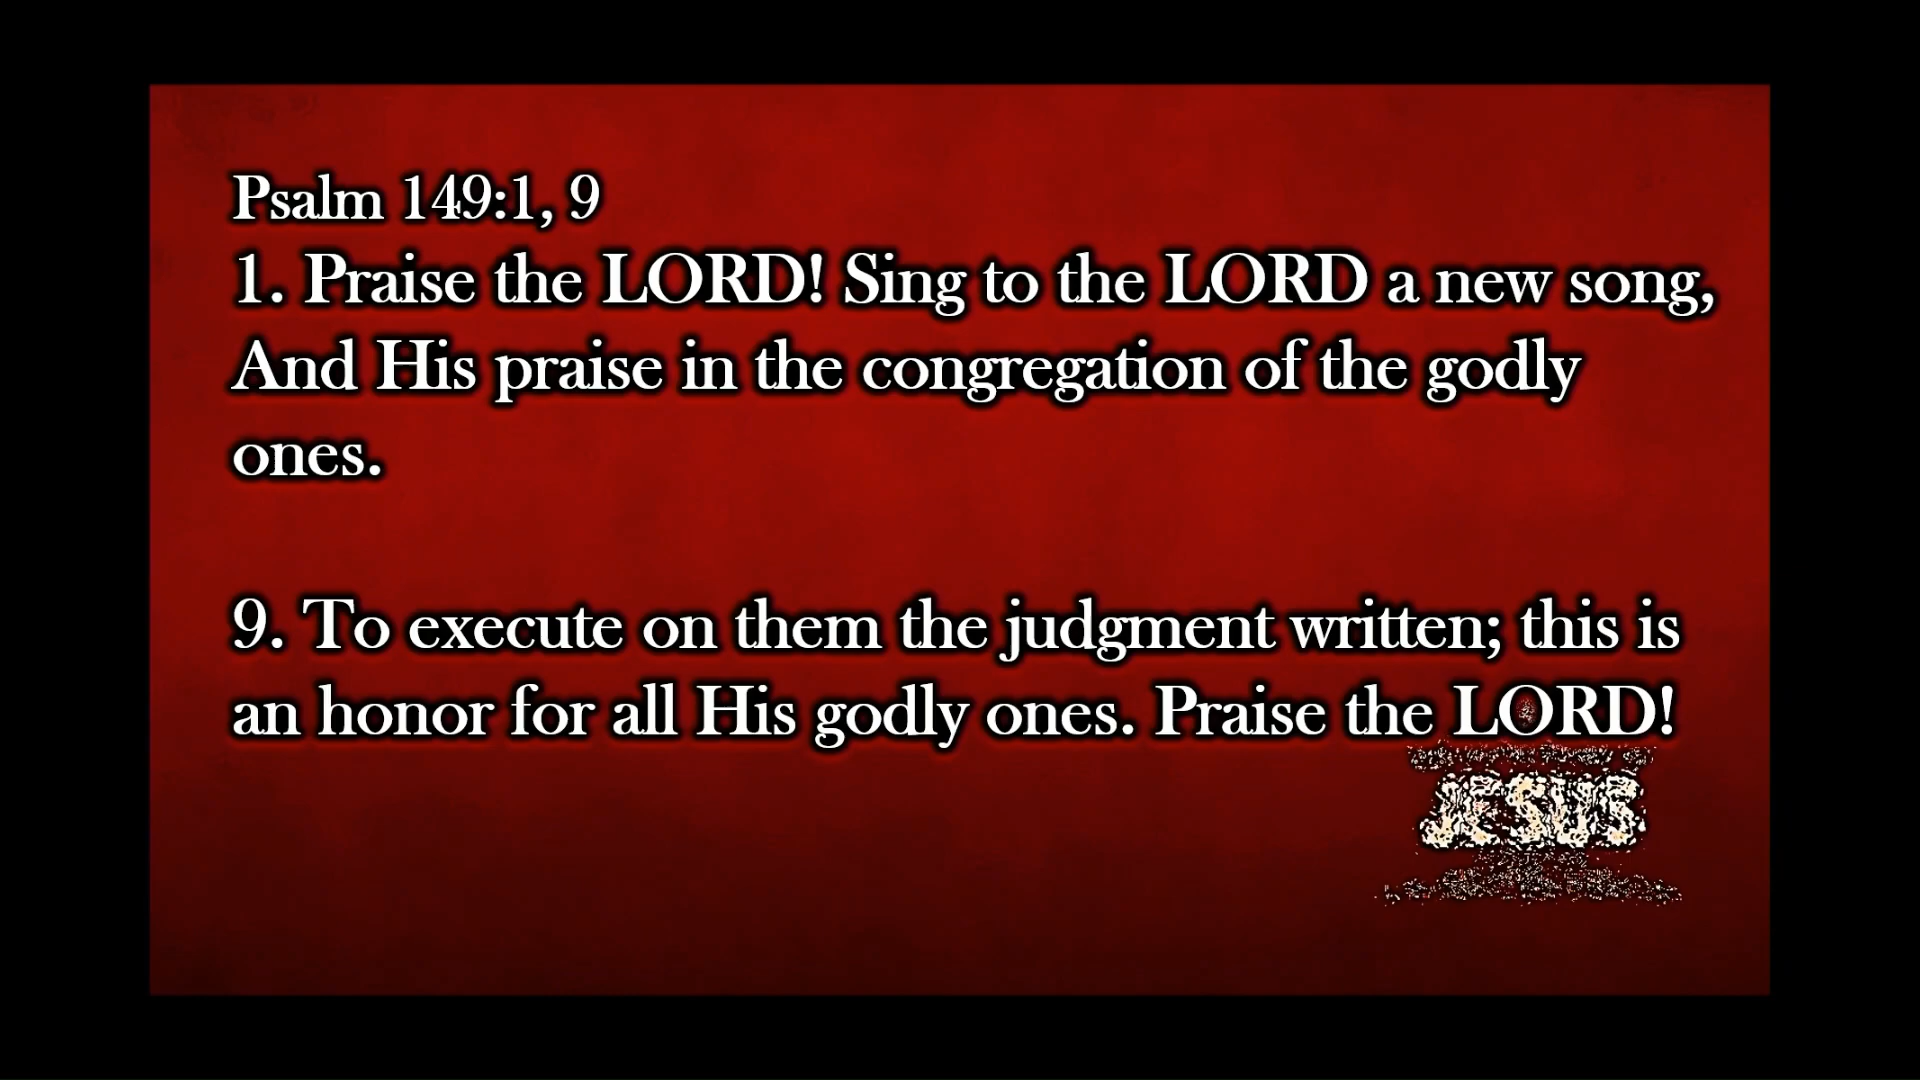 Psalm 149:1, 9
1. Praise the LORD! Sing to the LORD a new song,
And His praise in the congregation of the godly
ones.
9. To execute on them the judgment written; this is
an honor for all His godly ones. Praise the LORD!
JESUS